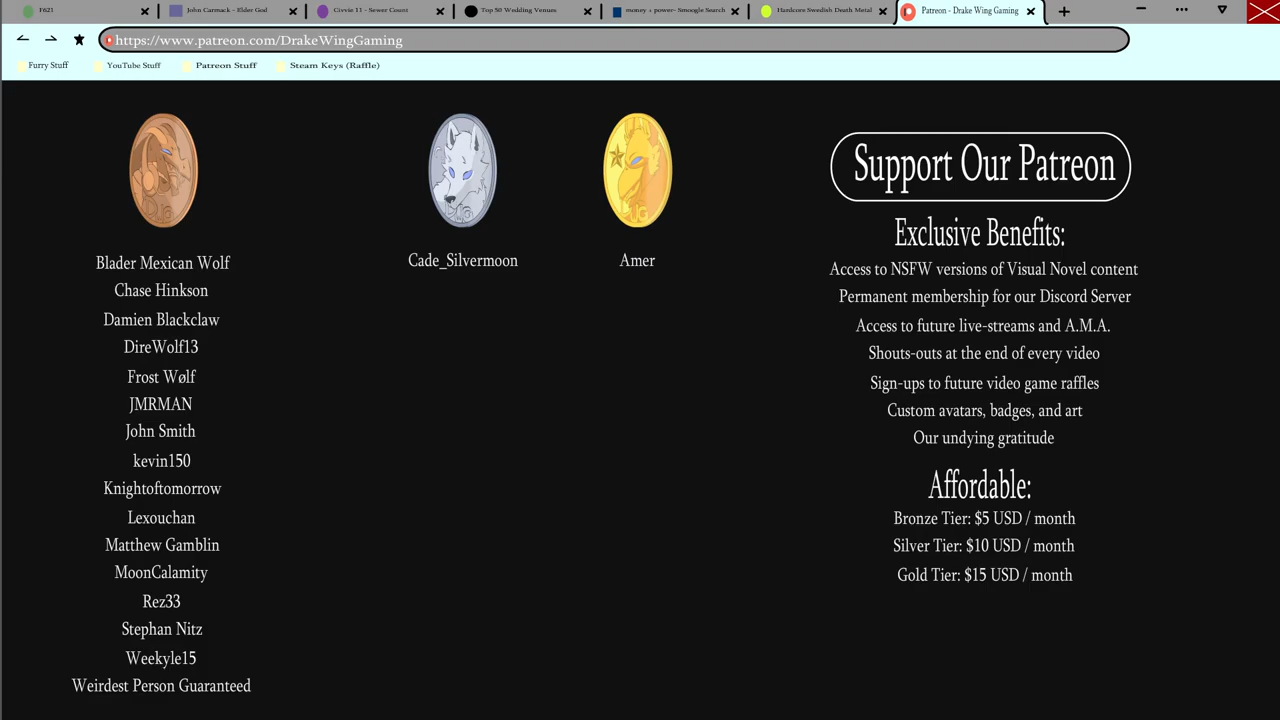 F621
John Carmack - Elder God
Civvie 11 - Sewer Count
Top 50 Wedding Venues
money + power- Smoogle Search
Hardcore Swedish Death Metal
Patreon - Drake Wing Gaming
https://www.patreon.com/DrakeWingGaming
Furry Stuff
YouTube Stuff
Patreon Stuff
Steam Keys (Raffle)
Blader Mexican Wolf
Chase Hinkson
Damien Blackclaw
DireWolf13
Frost Wølf
JMRMAN
John Smith
kevin150
Knightoftomorrow
Lexouchan
Matthew Gamblin
MoonCalamity
Rez33
Stephan Nitz
Weekyle15
Weirdest Person Guaranteed
Cade_Silvermoon
Amer
Support Our Patreon
Exclusive Benefits:
Access to NSFW versions of Visual Novel content
Permanent membership for our Discord Server
Access to future live-streams and A.M.A.
Shouts-outs at the end of every video
Sign-ups to future video game raffles
Custom avatars, badges, and art
Our undying gratitude
Affordable:
Bronze Tier: $5 USD / month
Silver Tier: $10 USD / month
Gold Tier: $15 USD / month